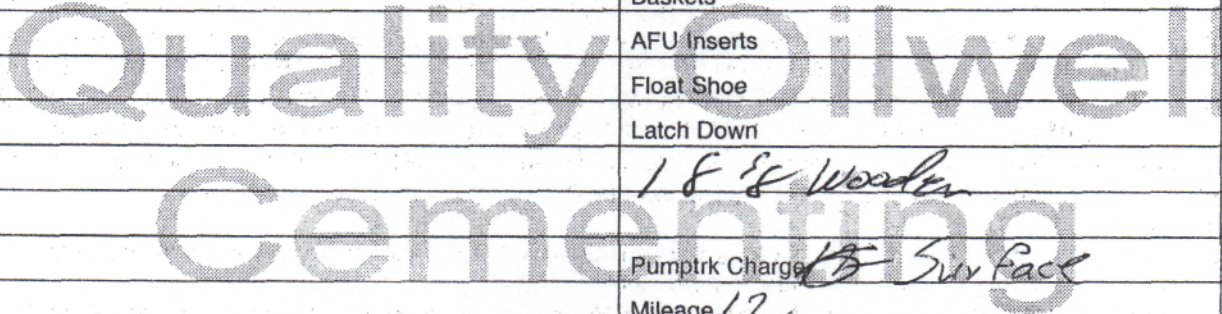 Quality Oilwell
Cementing
Baskets
AFU Inserts
Float Shoe
Latch Down
1 8 5/8 Wooden
Pumptrk Charge Surface
Mileage 12